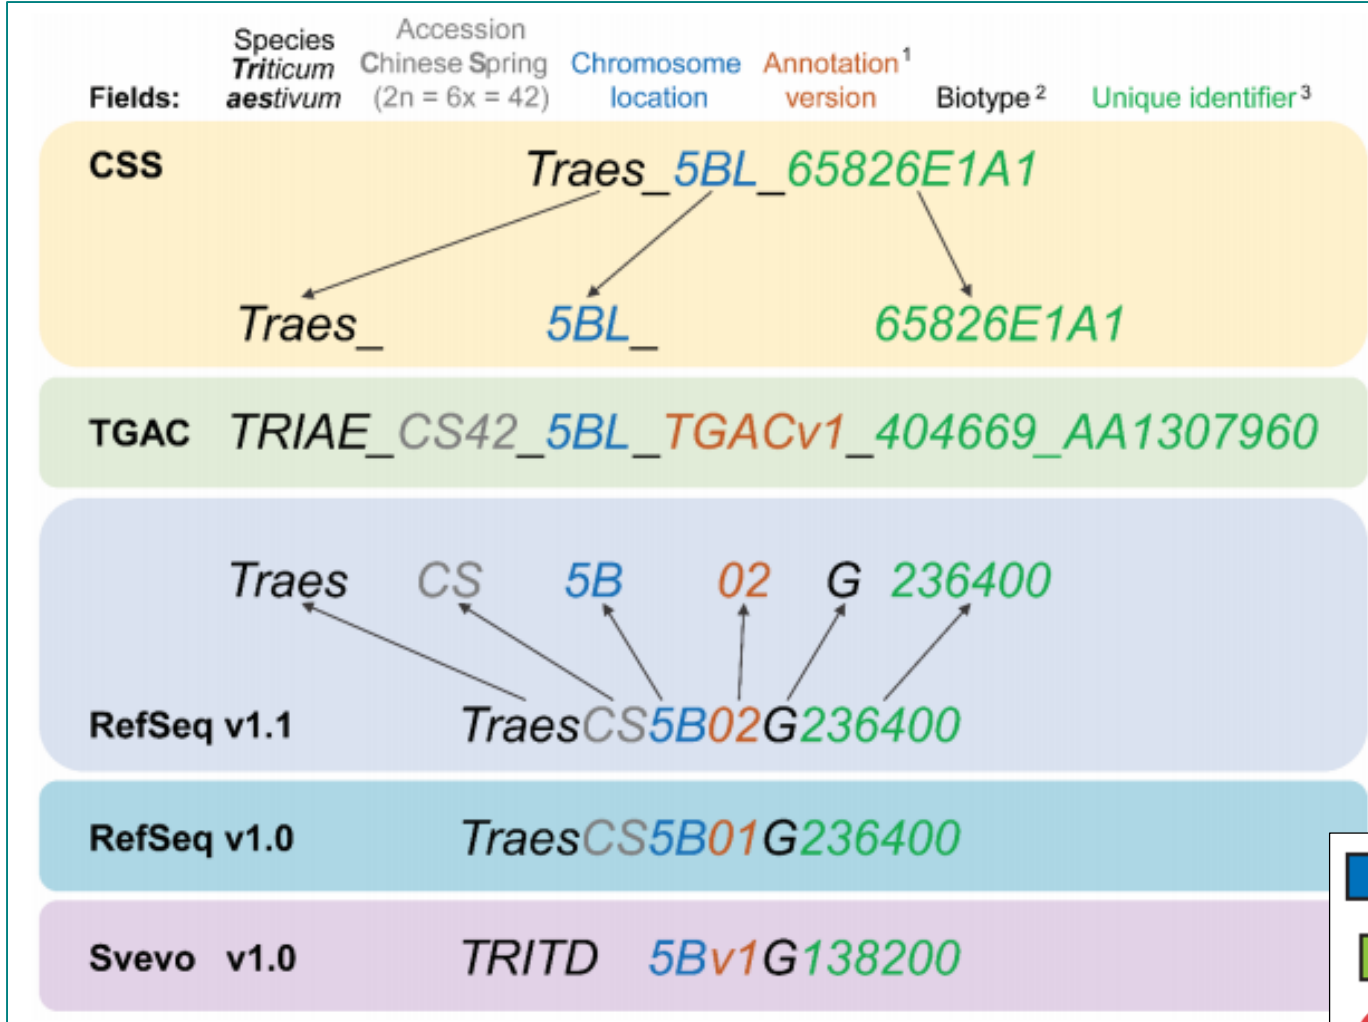 Fields:
Species
Triticum
aestivum
Accession
Chinese Spring
(2n = 6x = 42)
Chromosome
location
Annotation1
version
Biotype2
Unique identifier3
CSS
Traes_5BL_65826E1A1
Traes_ 5BL_ 65826E1A1
TGAC TRIAE_CS42_5BL_TGACv1_404669_AA1307960
Traes CS 5B 02 G 236400
RefSeq v1.1 TraesCS5B02G236400
RefSeq v1.0 TraesCS5B01G236400
Svevo v1.0 TRITD 5Bv1G138200